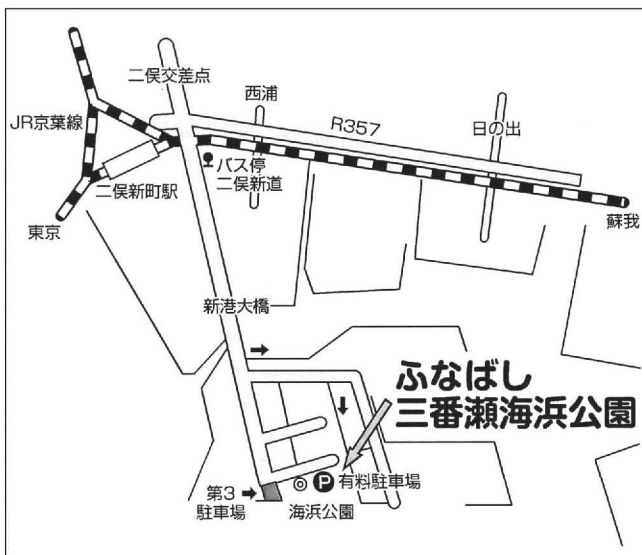 二俣交差点
西浦
JR京葉線
R357
日の出
バス停
二俣新道
二俣新町駅
東京
蘇我
新港大橋
ふなばし
三番瀬海浜公園
P
有料駐車場
第3
駐車場
海浜公園